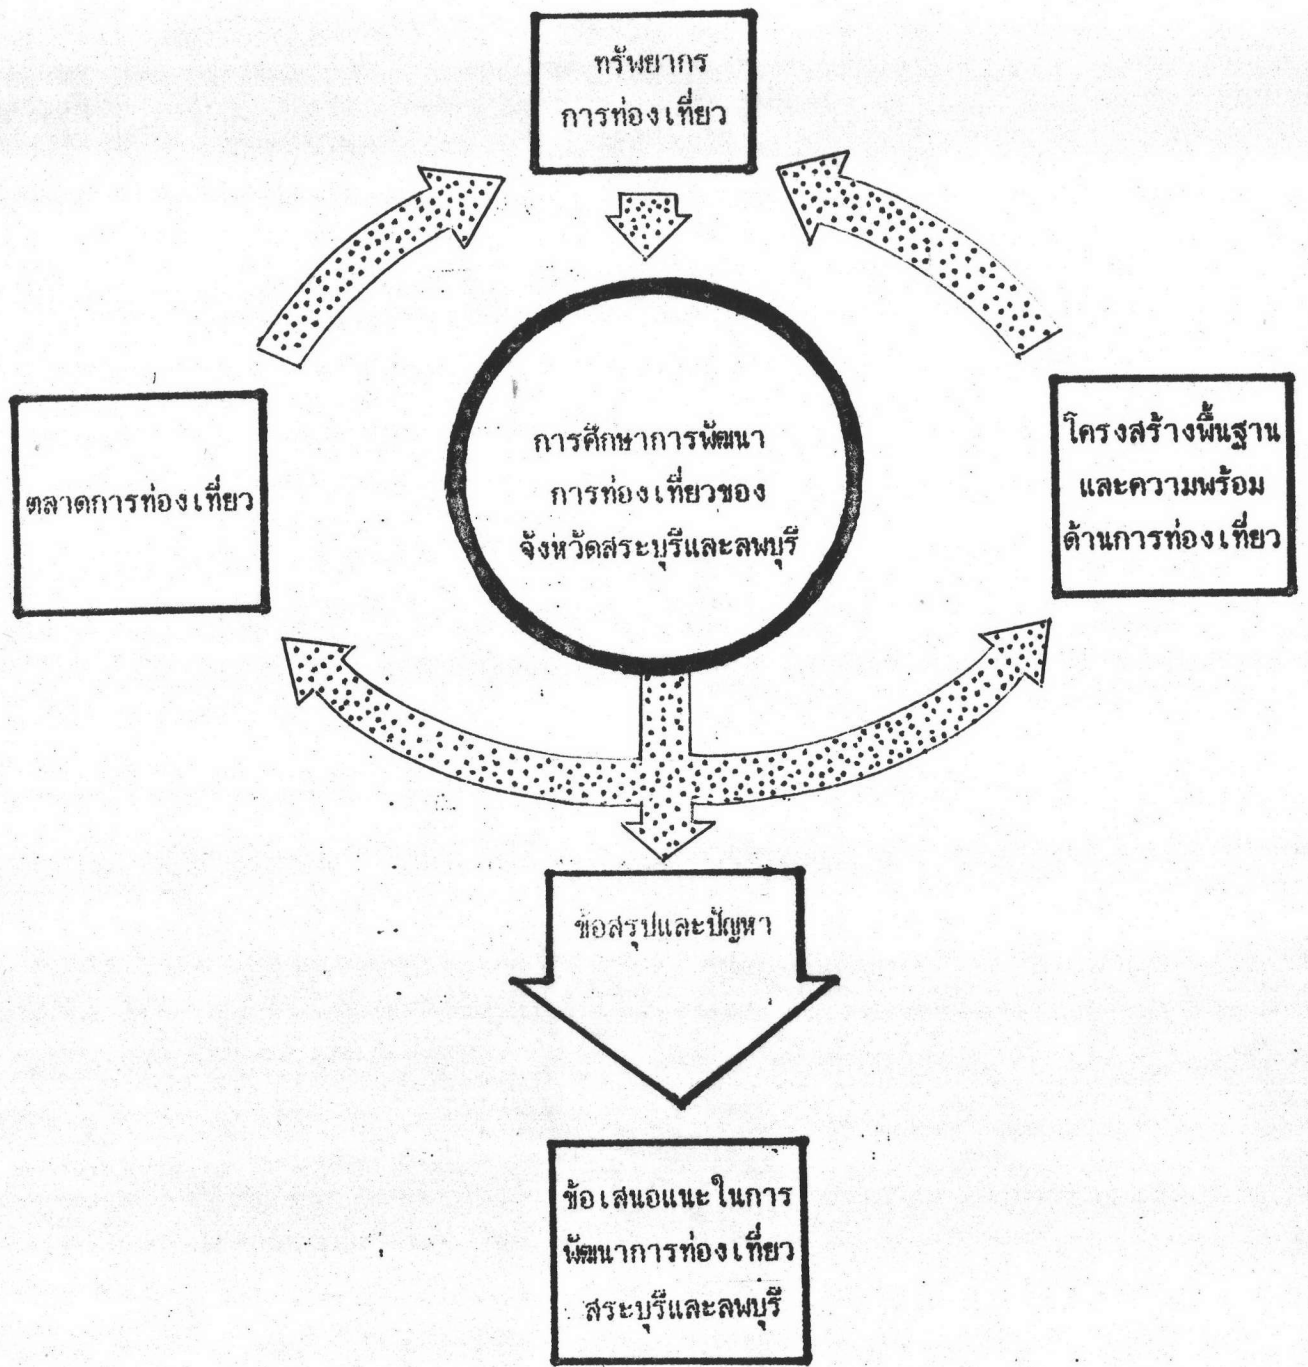 ทรัพยากร
การท่องเที่ยว
ตลาดการท่องเที่ยว
การศึกษาการพัฒนา
การท่องเที่ยวของ
จังหวัดสระบุรีและลพบุรี
โครงสร้างพื้นฐาน
และความพร้อม
ด้านการท่องเที่ยว
ข้อสรุปและปัญหา
ข้อเสนอแนะในการ
พัฒนาการท่องเที่ยว
สระบุรีและลพบุรี